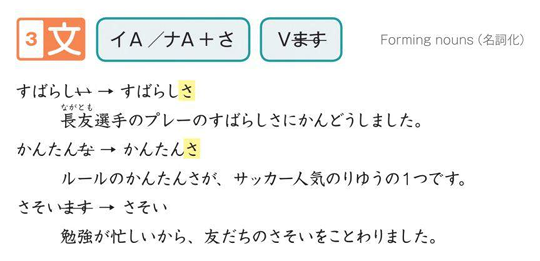 3 文 イA／ナA＋さ Vます Forming nouns（名詞化）
すばらしい → すばらしさ
ながとも
長友選手のプレーのすばらしさにかんどうしました。
かんたんな → かんたんさ
ルールのかんたんさが、サッカー人気のりゆうの1つです。
さそいます → さそい
勉強が忙しいから、友だちのさそいをことわりました。